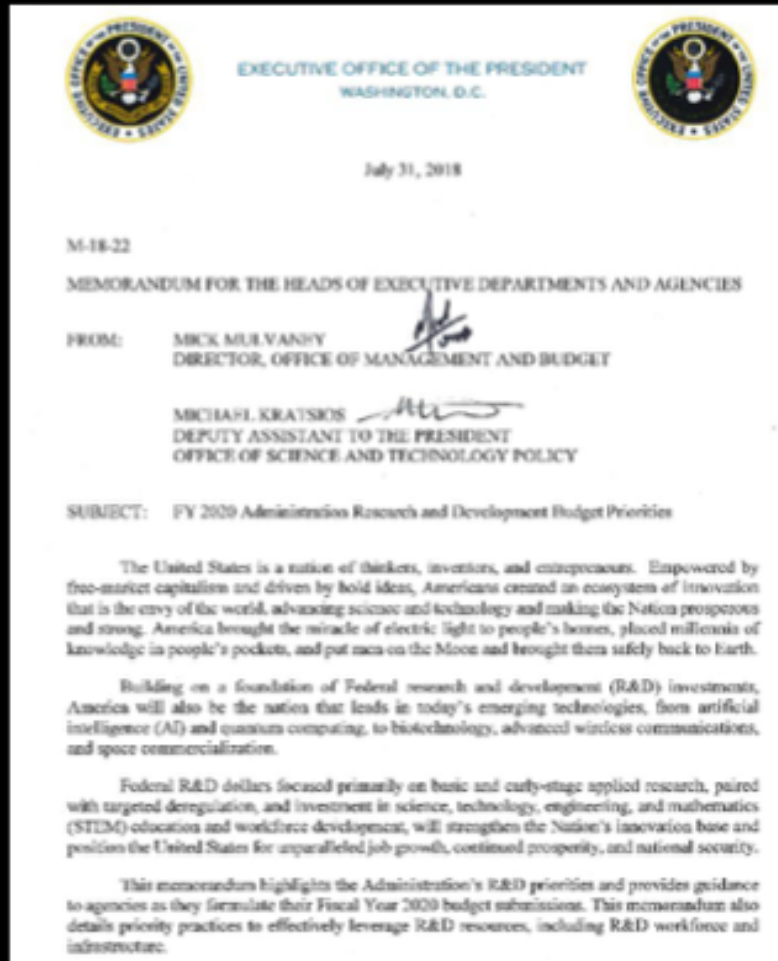 EXECUTIVE OFFICE OF THE PRESIDENT
WASHINGTON, D.C.
July 31, 2018
M-18-22
MEMORANDUM FOR THE HEADS OF EXECUTIVE DEPARTMENTS AND AGENCIES
FROM: MICK MULVANEY
DIRECTOR, OFFICE OF MANAGEMENT AND BUDGET
MICHAEL KRATSIOS
DEPUTY ASSISTANT TO THE PRESIDENT
OFFICE OF SCIENCE AND TECHNOLOGY POLICY
SUBJECT: FY 2020 Administration Research and Development Budget Priorities
The United States is a nation of thinkers, inventors, and entrepreneurs. Empowered by
free-market capitalism and driven by bold ideas, Americans created an ecosystem of innovation
that is the envy of the world, advancing science and technology and making the Nation prosperous
and strong. America brought the miracle of electric light to people's homes, placed millennia of
knowledge in people's pockets, and put men on the Moon and brought them safely back to Earth.
Building on a foundation of Federal research and development (R&D) investments,
America will also be the nation that leads in today's emerging technologies, from artificial
intelligence (AI) and quantum computing, to biotechnology, advanced wireless communications,
and space commercialization.
Federal R&D dollars focused primarily on basic and early-stage applied research, paired
with targeted deregulation, and investment in science, technology, engineering, and mathematics
(STEM) education and workforce development, will strengthen the Nation's innovation base and
position the United States for unparalleled job growth, continued prosperity, and national security.
This memorandum highlights the Administration's R&D priorities and provides guidance
to agencies as they formulate their Fiscal Year 2020 budget submissions. This memorandum also
details priority practices to effectively leverage R&D resources, including R&D workforce and
infrastructure.